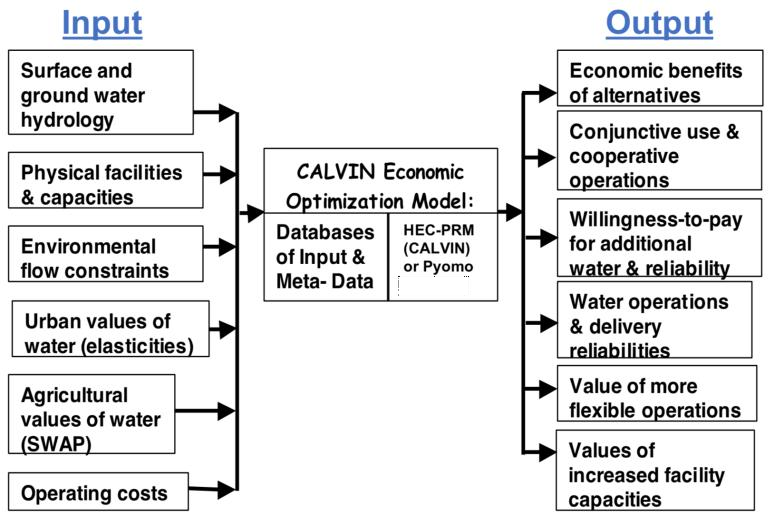 Input
Surface and
ground water
hydrology
Physical facilities
& capacities
Environmental
flow constraints
Urban values of
water (elasticities)
Agricultural
values of water
(SWAP)
Operating costs
CALVIN Economic
Optimization Model:
Databases
of Input &
Meta- Data
HEC-PRM
(CALVIN)
or Pyomo
Output
Economic benefits
of alternatives
Conjunctive use &
cooperative
operations
Willingness-to-pay
for additional
water & reliability
Water operations
& delivery
reliabilities
Value of more
flexible operations
Values of
increased facility
capacities